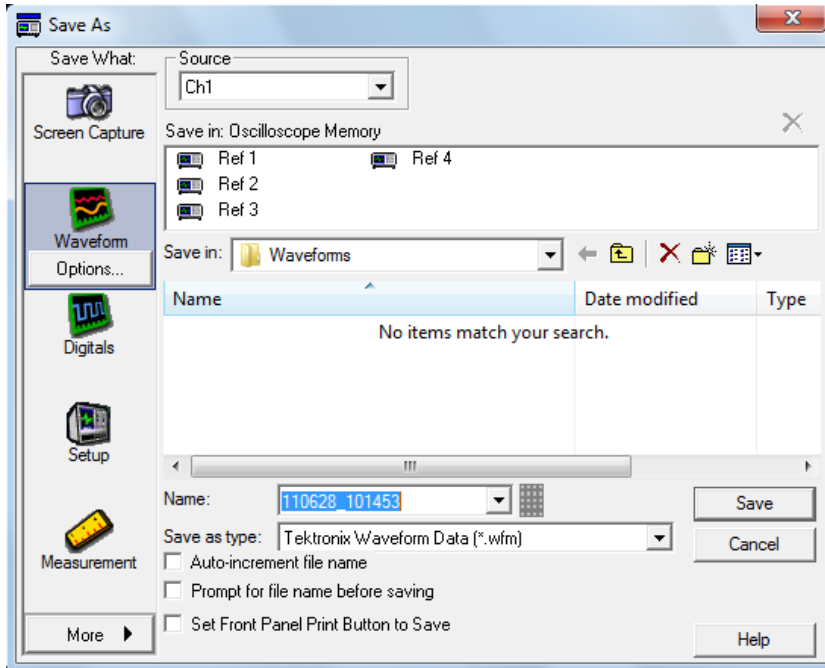 Save As
Save What:
Screen Capture
Waveform
Options...
Digitals
Setup
Measurement
More
Source
Ch1
Save in: Oscilloscope Memory
Ref 1
Ref 2
Ref 3
Ref 4
Save in: Waveforms
Name Date modified Type
No items match your search.
Name: 110628_101453
Save as type: Tektronix Waveform Data (*.wfm)
Auto-increment file name
Prompt for file name before saving
Set Front Panel Print Button to Save
Save
Cancel
Help